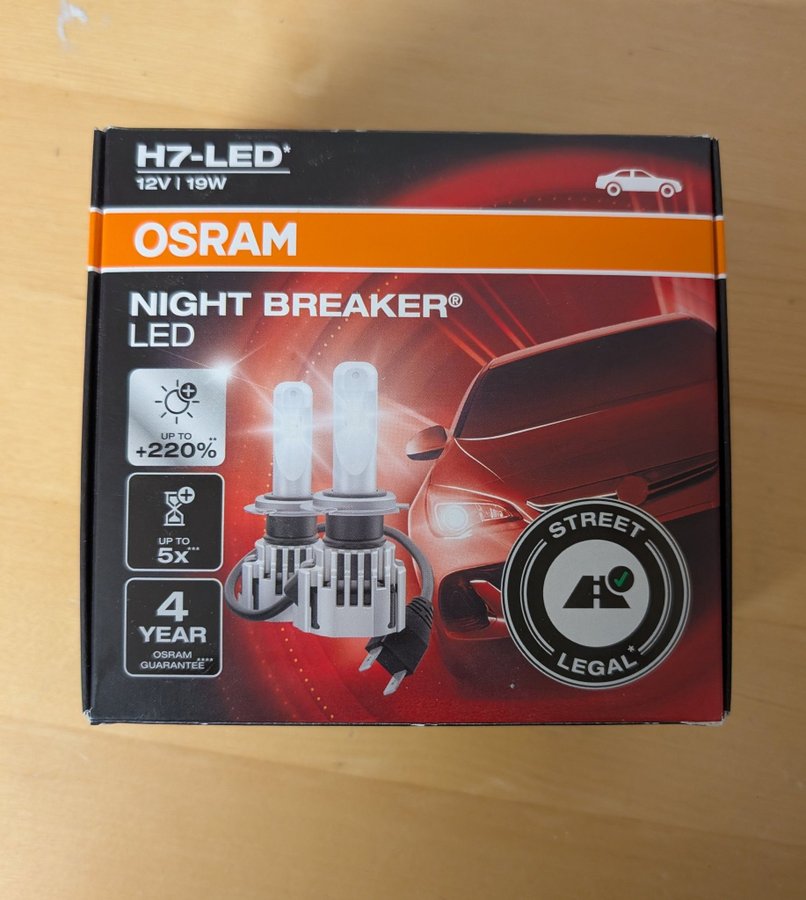 H7-LED*
12V | 19W
OSRAM
NIGHT BREAKER®
LED
UP TO
+220%**
UP TO
5x***
4
YEAR
OSRAM
GUARANTEE****
STREET
LEGAL*